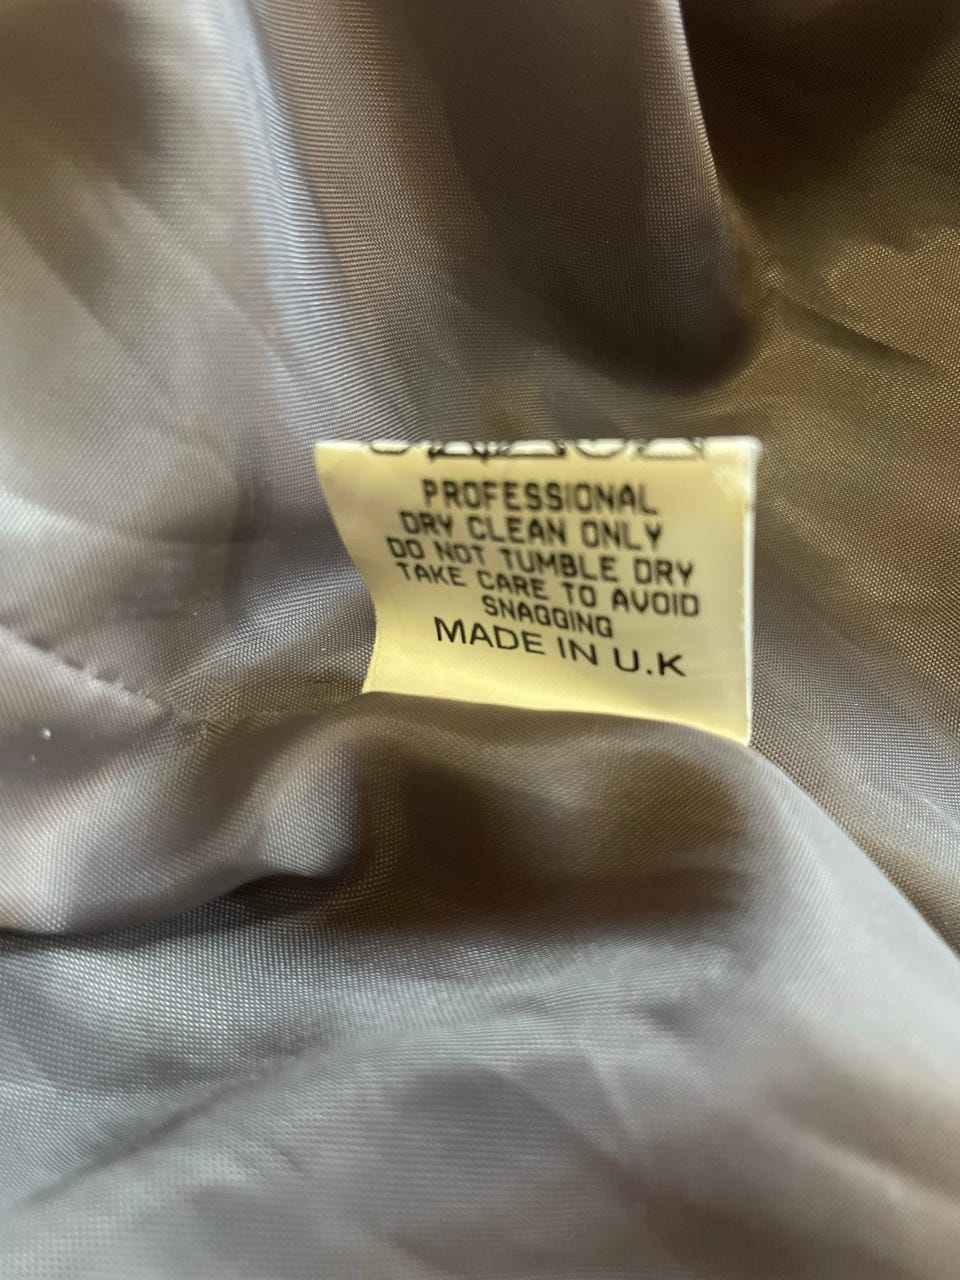 PROFESSIONAL
DRY CLEAN ONLY
DO NOT TUMBLE DRY
TAKE CARE TO AVOID
SNAGGING
MADE IN U.K